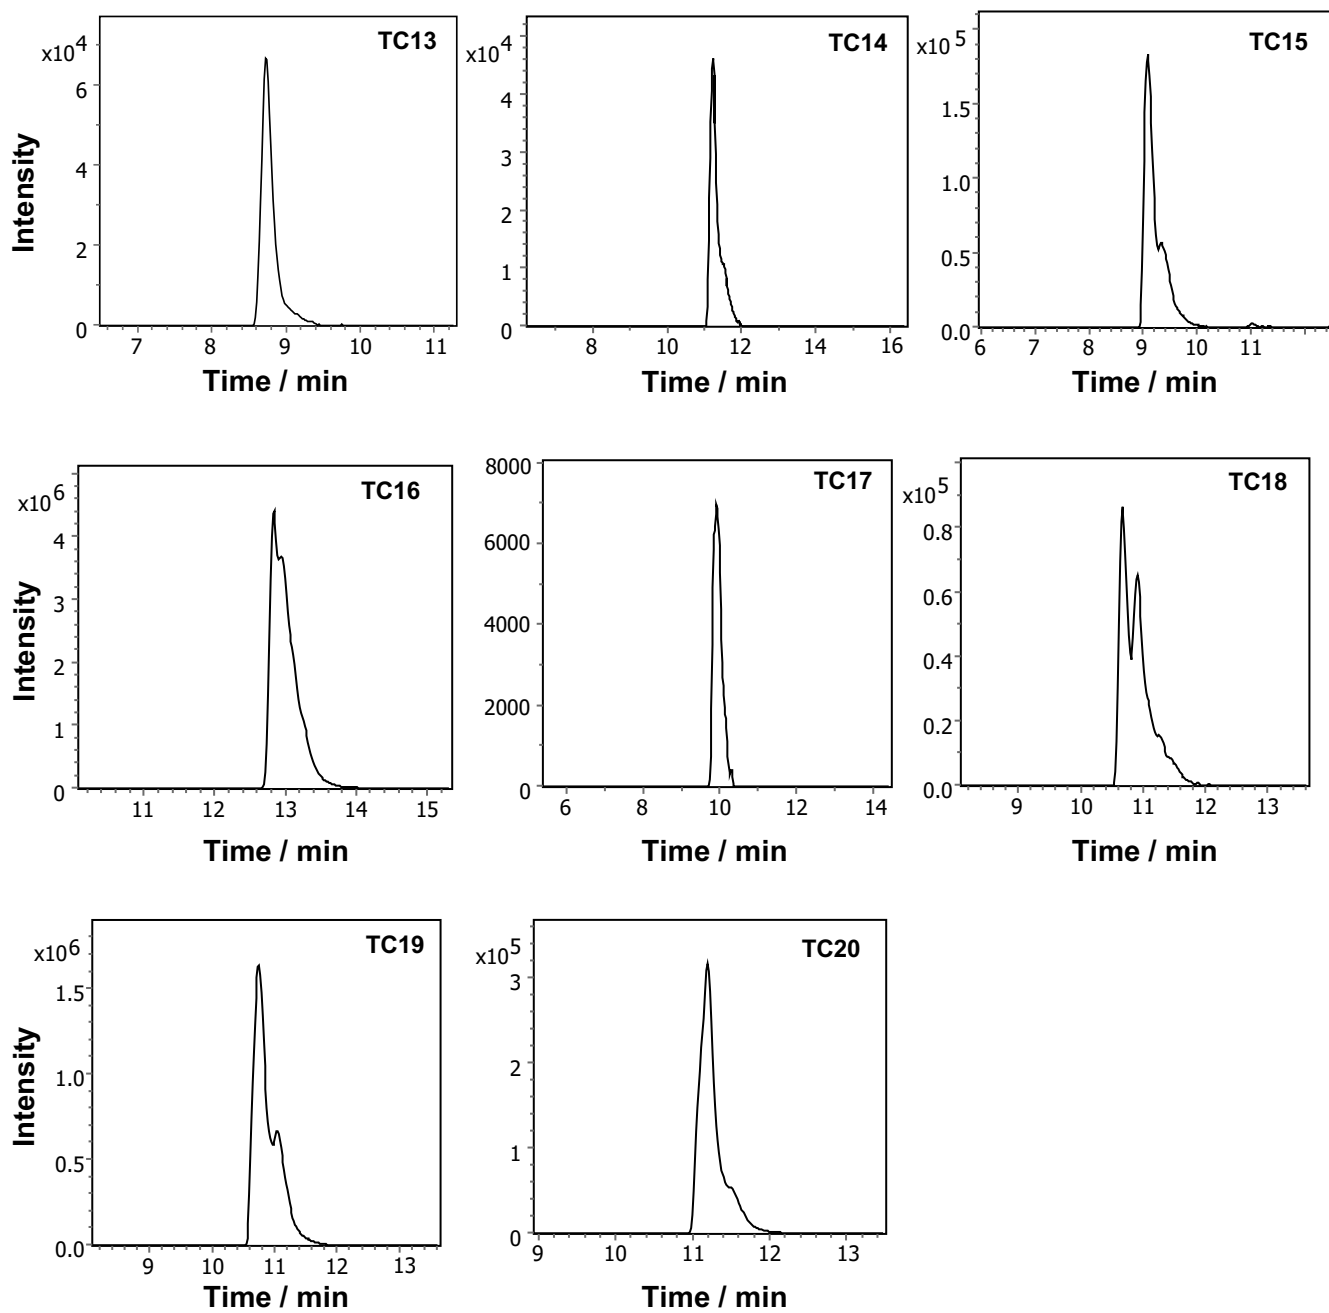 x10^4 TC13
6
4
2
0
7 8 9 10 11
Time / min
Intensity
x10^4 TC14
4
3
2
1
0
8 10 12 14 16
Time / min
x10^5 TC15
1.5
1.0
0.5
0.0
6 7 8 9 10 11
Time / min
x10^6 TC16
4
3
2
1
0
11 12 13 14 15
Time / min
Intensity
8000 TC17
6000
4000
2000
0
6 8 10 12 14
Time / min
x10^5 TC18
0.8
0.6
0.4
0.2
0.0
9 10 11 12 13
Time / min
x10^6 TC19
1.5
1.0
0.5
0.0
9 10 11 12 13
Time / min
Intensity
x10^5 TC20
3
2
1
0
9 10 11 12 13
Time / min